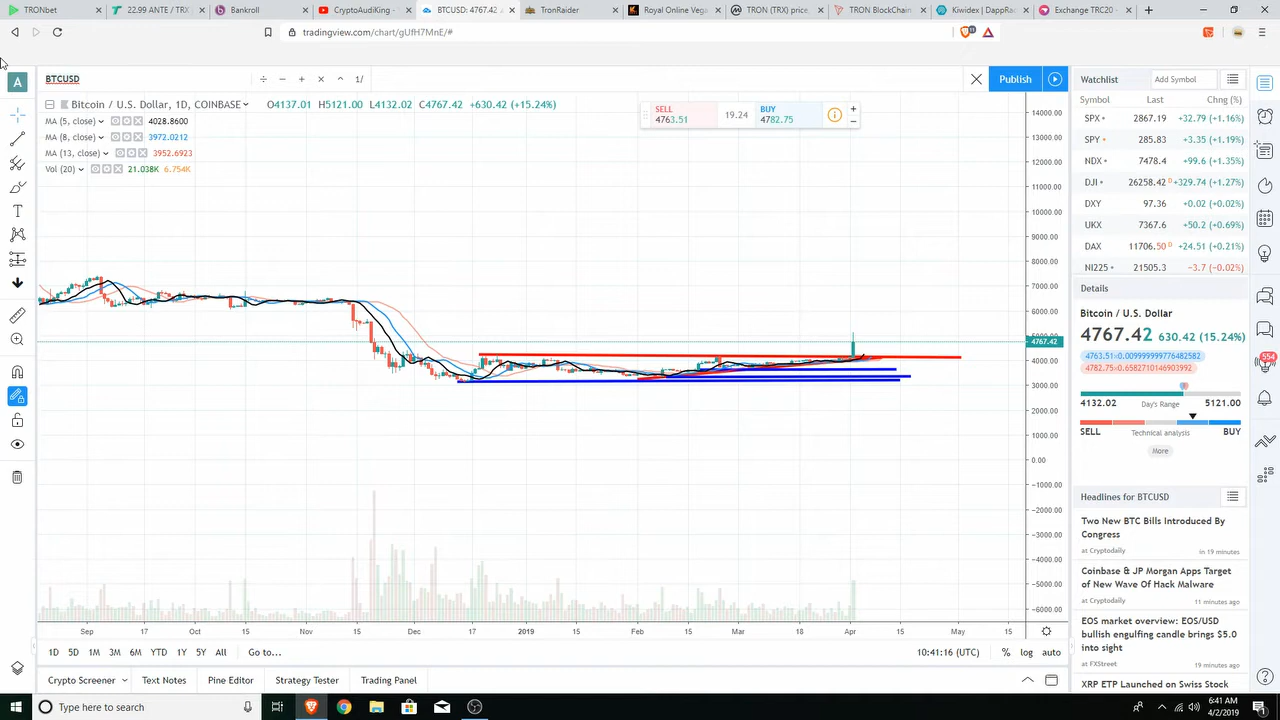 TRONbet
22.99 ANTE / TRX
Bankroll
CryptoAudiKing -
BTCUSD: 4767.42
TronRaider
Royal Online Vega
TRON (TRX) price,
TRON BlockChain
Kiwidex | DappRa
Exchange TRC20
tradingview.com/chart/gUfH7MnE/#
A
BTCUSD
1/
Publish
Bitcoin / U.S. Dollar, 1D, COINBASE
O4137.01 H5121.00 L4132.02 C4767.42 +630.42 (+15.24%)
MA (5, close) 4028.8600
MA (8, close) 3972.0212
MA (13, close) 3952.6923
Vol (20) 21.038K 6.754K
SELL
4763.51
19.24
BUY
4782.75
14000.00
13000.00
12000.00
11000.00
10000.00
9000.00
8000.00
7000.00
6000.00
4767.42
4000.00
3000.00
2000.00
1000.00
0.00
-1000.00
-2000.00
-3000.00
-4000.00
-5000.00
-6000.00
Sep 17 Oct 15 Nov 15 Dec 17 2019 15 Feb 15 Mar 18 Apr 15 May 15
1D 5D 1M 3M 6M YTD 1Y 5Y All Go to...
10:41:16 (UTC) % log auto
Crypto Screener Text Notes Pine Editor Strategy Tester Trading Panel
Watchlist
Add Symbol
Symbol Last Chng (%)
SPX 2867.19 +32.79 (+1.16%)
SPY 285.83 +3.35 (+1.19%)
NDX 7478.4 +99.6 (+1.35%)
DJI 26258.42 D +329.74 (+1.27%)
DXY 97.36 +0.02 (+0.02%)
UKX 7367.6 +50.2 (+0.69%)
DAX 11706.50 D +24.51 (+0.21%)
NI225 21505.3 -3.7 (-0.02%)
Details
Bitcoin / U.S. Dollar
4767.42 630.42 (15.24%)
4763.51×0.009999999776482582
4782.75×0.6582710146903992
4132.02 Day's Range 5121.00
SELL Technical analysis BUY
More
554
Headlines for BTCUSD
Two New BTC Bills Introduced By
Congress
at Cryptodaily in 19 minutes
Coinbase & JP Morgan Apps Target
of New Wave Of Hack Malware
at Cryptodaily 11 minutes ago
EOS market overview: EOS/USD
bullish engulfing candle brings $5.0
into sight
at FXStreet 19 minutes ago
XRP ETP Launched on Swiss Stock
Type here to search
6:41 AM
4/2/2019